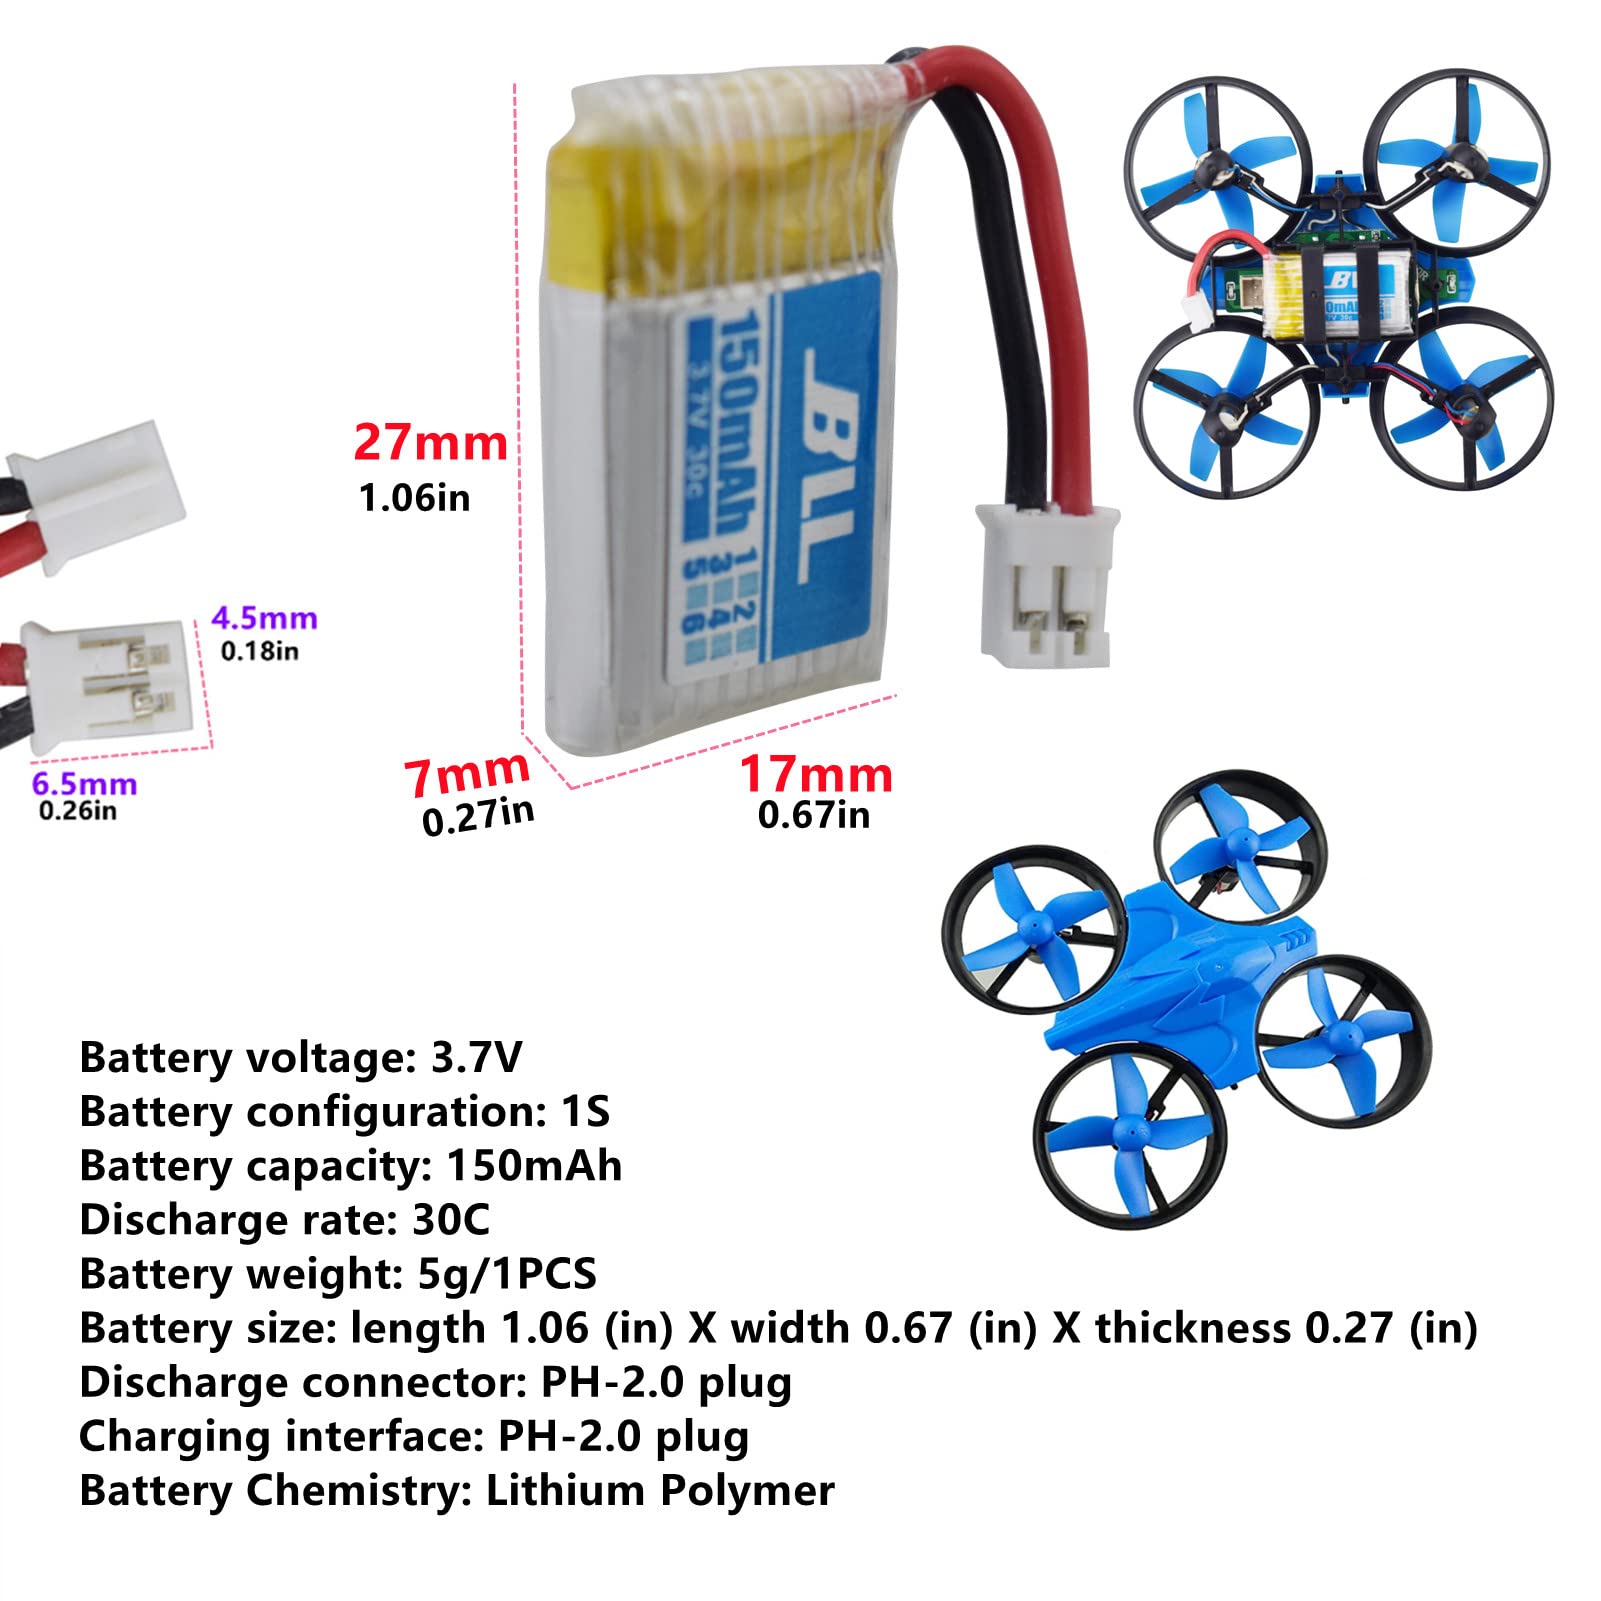 27mm
1.06in
BLL
150mAh
3.7V 30c
1 2
3 4
5 6
4.5mm
0.18in
6.5mm
0.26in
7mm
0.27in
17mm
0.67in
Battery voltage: 3.7V
Battery configuration: 1S
Battery capacity: 150mAh
Discharge rate: 30C
Battery weight: 5g/1PCS
Battery size: length 1.06 (in) X width 0.67 (in) X thickness 0.27 (in)
Discharge connector: PH-2.0 plug
Charging interface: PH-2.0 plug
Battery Chemistry: Lithium Polymer